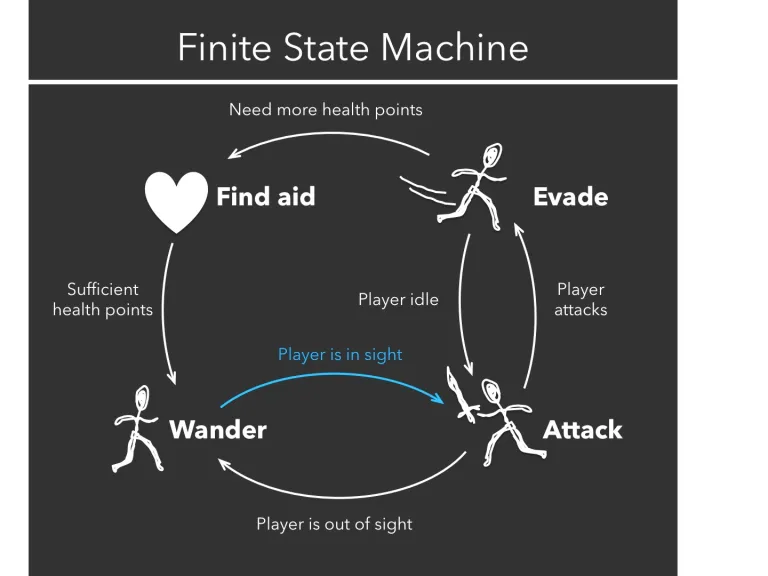 Finite State Machine
Need more health points
Find aid
Evade
Sufficient
health points
Player idle
Player
attacks
Player is in sight
Wander
Attack
Player is out of sight